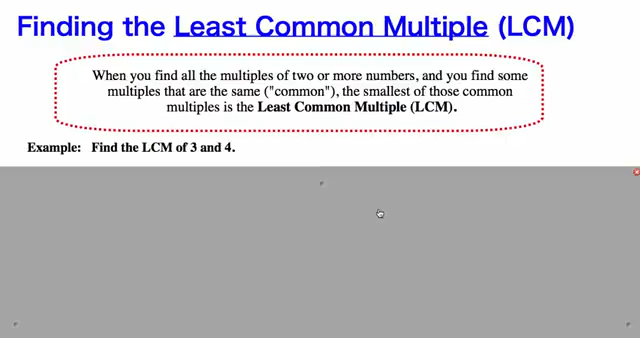 Finding the Least Common Multiple (LCM)
When you find all the multiples of two or more numbers, and you find some
multiples that are the same ("common"), the smallest of those common
multiples is the Least Common Multiple (LCM).
Example: Find the LCM of 3 and 4.